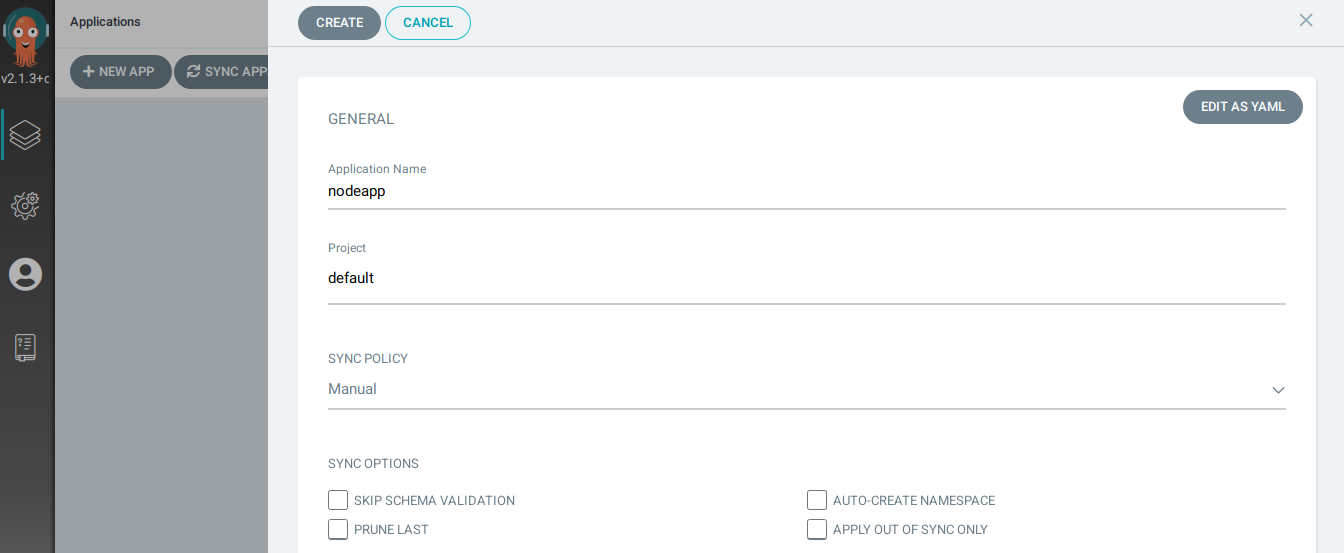 Applications
CREATE
CANCEL
NEW APP
SYNC APP
v2.1.3+c
EDIT AS YAML
GENERAL
Application Name
nodeapp
Project
default
SYNC POLICY
Manual
SYNC OPTIONS
SKIP SCHEMA VALIDATION
AUTO-CREATE NAMESPACE
PRUNE LAST
APPLY OUT OF SYNC ONLY